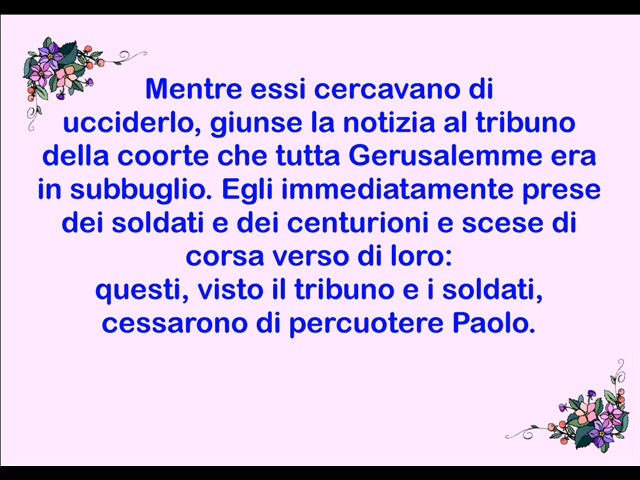 Mentre essi cercavano di
ucciderlo, giunse la notizia al tribuno
della coorte che tutta Gerusalemme era
in subbuglio. Egli immediatamente prese
dei soldati e dei centurioni e scese di
corsa verso di loro:
questi, visto il tribuno e i soldati,
cessarono di percuotere Paolo.